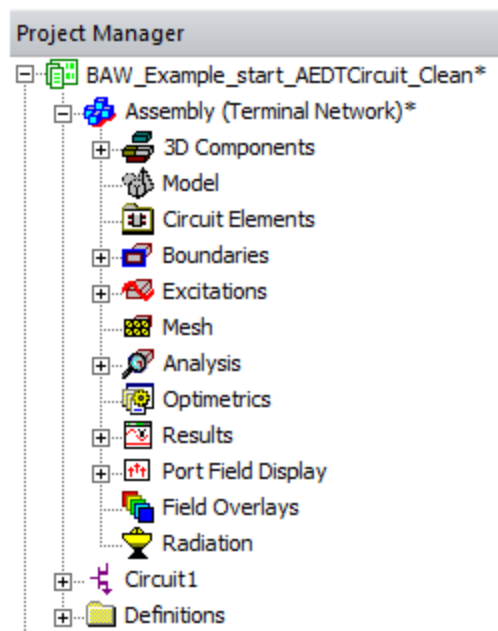 Project Manager
BAW_Example_start_AEDTCircuit_Clean*
Assembly (Terminal Network)*
3D Components
Model
Circuit Elements
Boundaries
Excitations
Mesh
Analysis
Optimetrics
Results
Port Field Display
Field Overlays
Radiation
Circuit1
Definitions